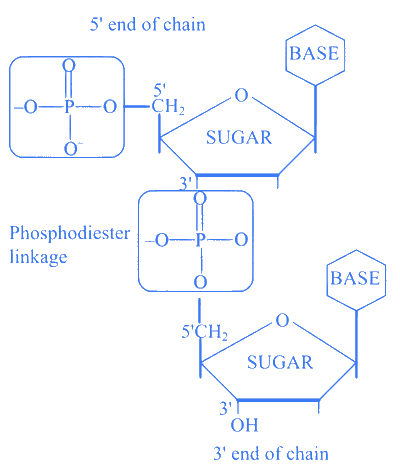 5' end of chain
BASE
O
5'
–O–P–O–CH₂
O
SUGAR
O⁻
3'
O
Phosphodiester
linkage
–O–P–O
O
BASE
5'CH₂
O
SUGAR
3'
OH
3' end of chain